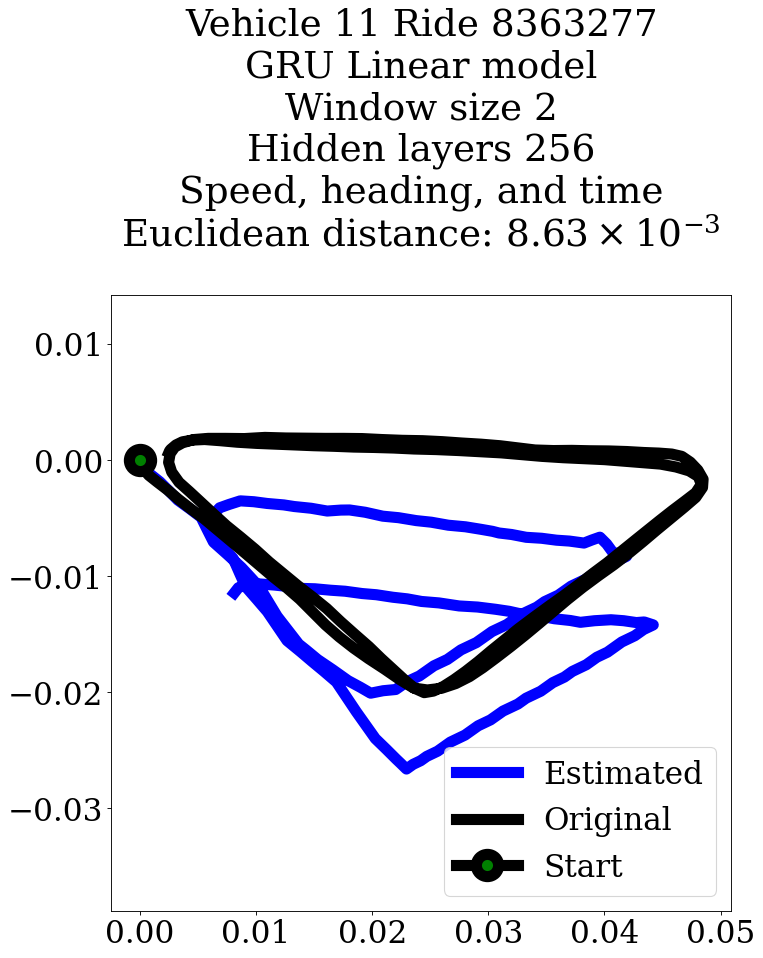 Vehicle 11 Ride 8363277
GRU Linear model
Window size 2
Hidden layers 256
Speed, heading, and time
Euclidean distance: 8.63 × 10⁻³
0.01
0.00
−0.01
−0.02
−0.03
Estimated
Original
Start
0.00 0.01 0.02 0.03 0.04 0.05